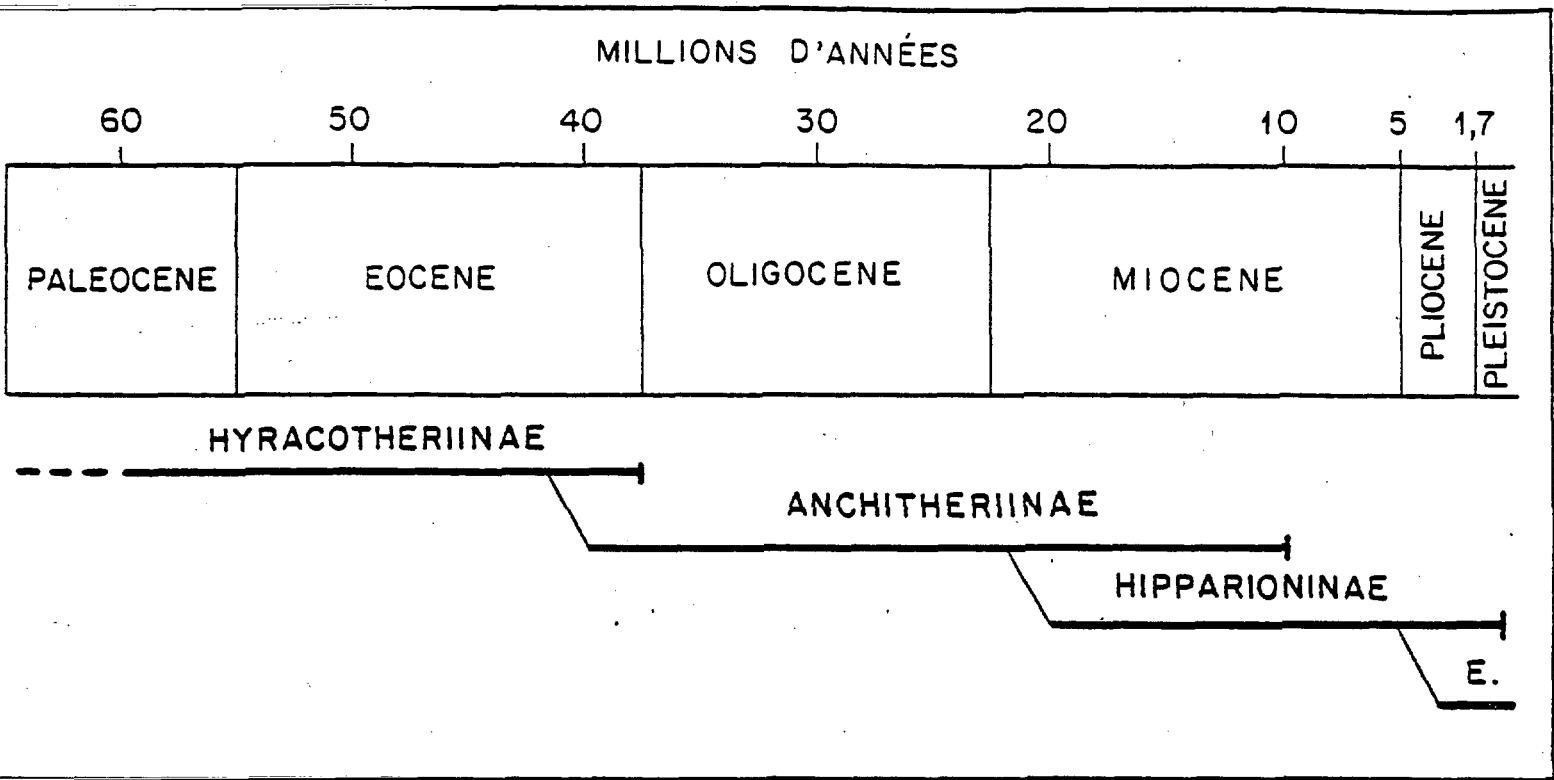 MILLIONS D'ANNÉES
60 50 40 30 20 10 5 1,7
PALEOCENE EOCENE OLIGOCENE MIOCENE PLIOCENE PLEISTOCENE
HYRACOTHERIINAE
ANCHITHERIINAE
HIPPARIONINAE
E.